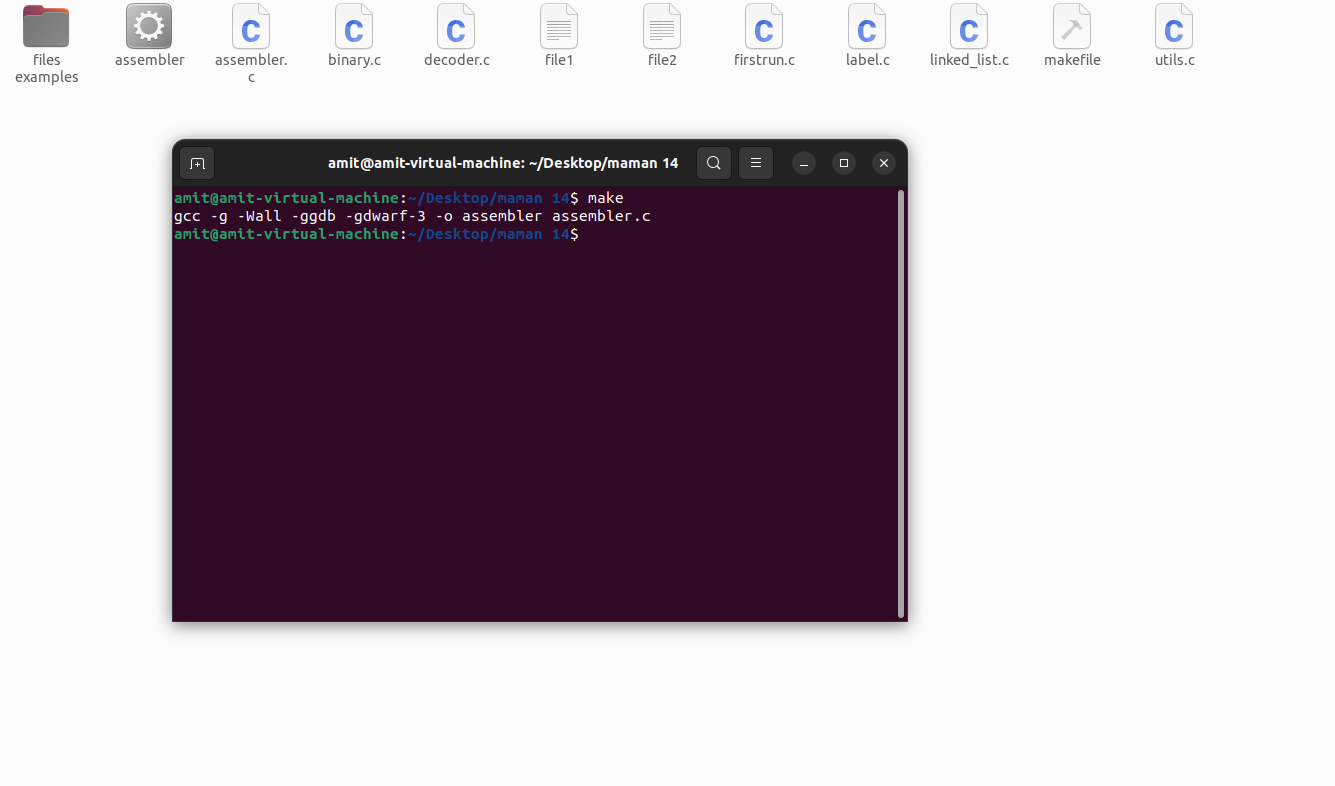 files
examples
assembler
assembler.
c
binary.c
decoder.c
file1
file2
firstrun.c
label.c
linked_list.c
makefile
utils.c
amit@amit-virtual-machine: ~/Desktop/maman 14
amit@amit-virtual-machine:~/Desktop/maman 14$ make
gcc -g -Wall -ggdb -gdwarf-3 -o assembler assembler.c
amit@amit-virtual-machine:~/Desktop/maman 14$